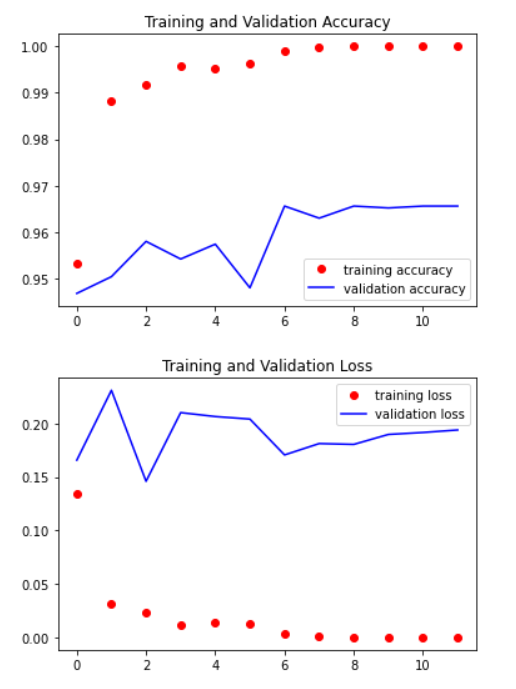 Training and Validation Accuracy
1.00
0.99
0.98
0.97
0.96
0.95
training accuracy
validation accuracy
0 2 4 6 8 10
Training and Validation Loss
training loss
validation loss
0.20
0.15
0.10
0.05
0.00
0 2 4 6 8 10